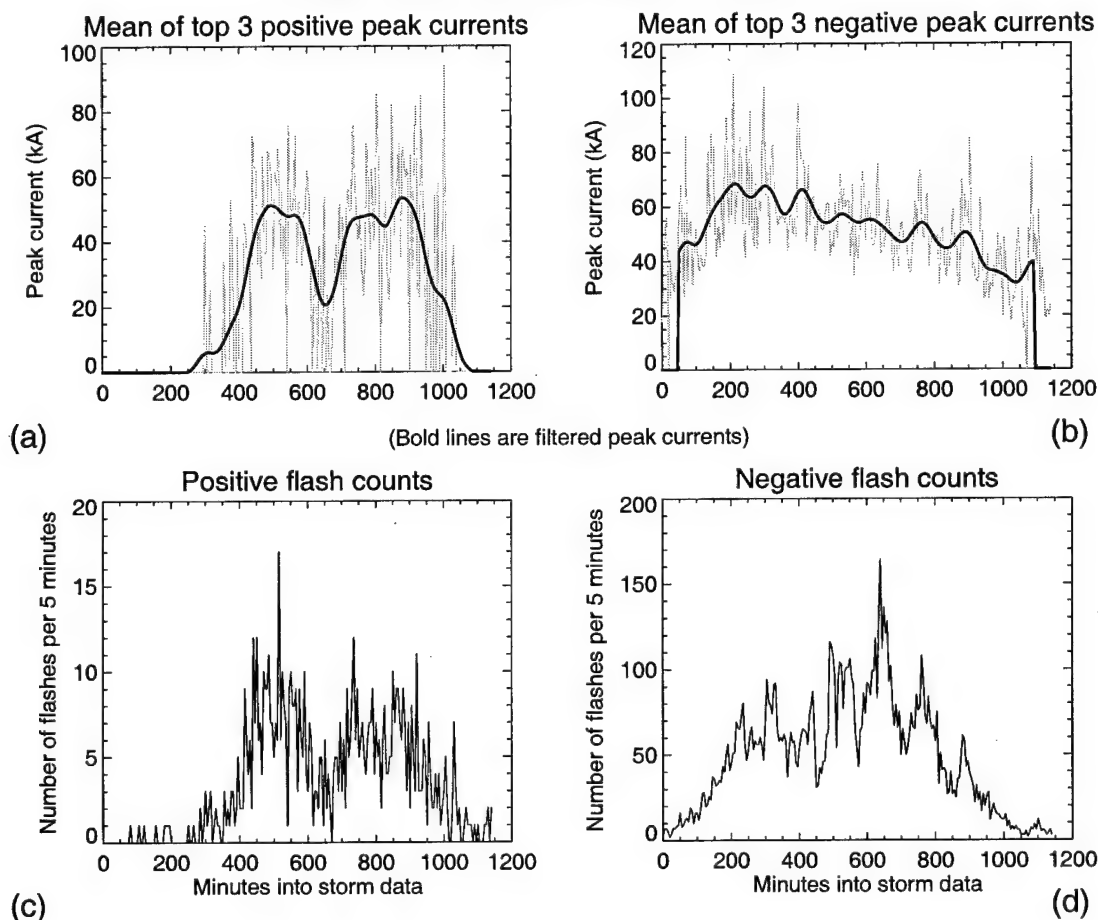 Mean of top 3 positive peak currents
Peak current (kA)
100
80
60
40
20
0
0 200 400 600 800 1000 1200
(a)
Mean of top 3 negative peak currents
Peak current (kA)
120
100
80
60
40
20
0
0 200 400 600 800 1000 1200
(b)
(Bold lines are filtered peak currents)
Positive flash counts
Number of flashes per 5 minutes
20
15
10
5
0
0 200 400 600 800 1000 1200
Minutes into storm data
(c)
Negative flash counts
Number of flashes per 5 minutes
200
150
100
50
0
0 200 400 600 800 1000 1200
Minutes into storm data
(d)